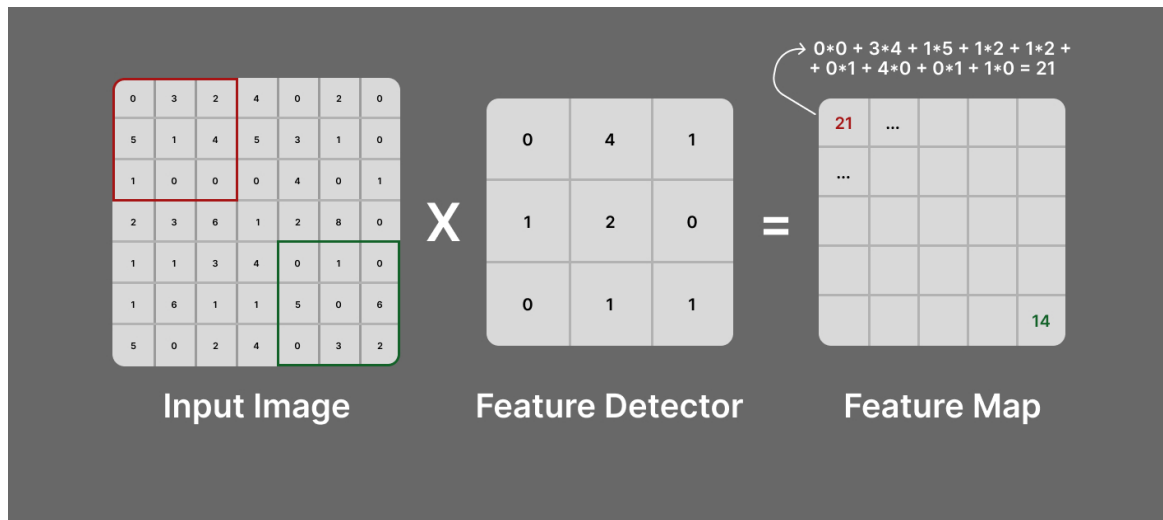 0*0 + 3*4 + 1*5 + 1*2 + 1*2 +
+ 0*1 + 4*0 + 0*1 + 1*0 = 21
0 3 2 4 0 2 0
5 1 4 5 3 1 0
1 0 0 0 4 0 1
2 3 6 1 2 8 0
1 1 3 4 0 1 0
1 6 1 1 5 0 6
5 0 2 4 0 3 2
X
0 4 1
1 2 0
0 1 1
=
21 ...
...
14
Input Image
Feature Detector
Feature Map